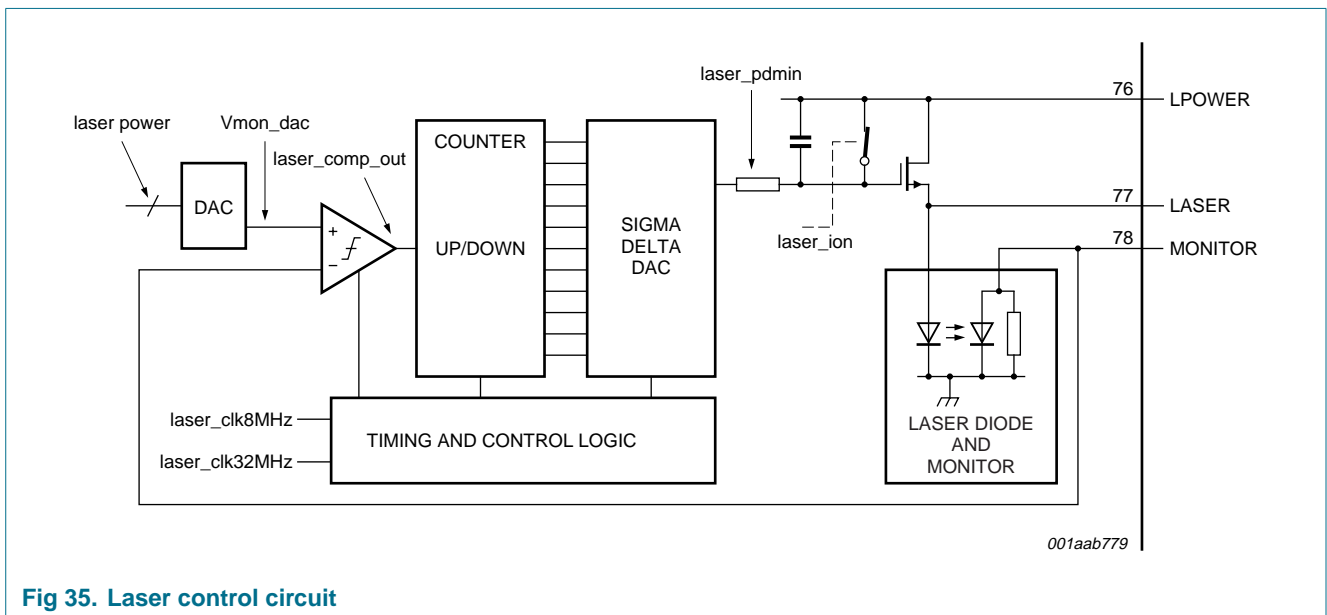 laser_pdmin
76
LPOWER
laser power
Vmon_dac
laser_comp_out
COUNTER
DAC
+
−
UP/DOWN
SIGMA
DELTA
DAC
77
LASER
laser_ion
78
MONITOR
laser_clk8MHz
laser_clk32MHz
TIMING AND CONTROL LOGIC
LASER DIODE
AND
MONITOR
001aab779
Fig 35. Laser control circuit